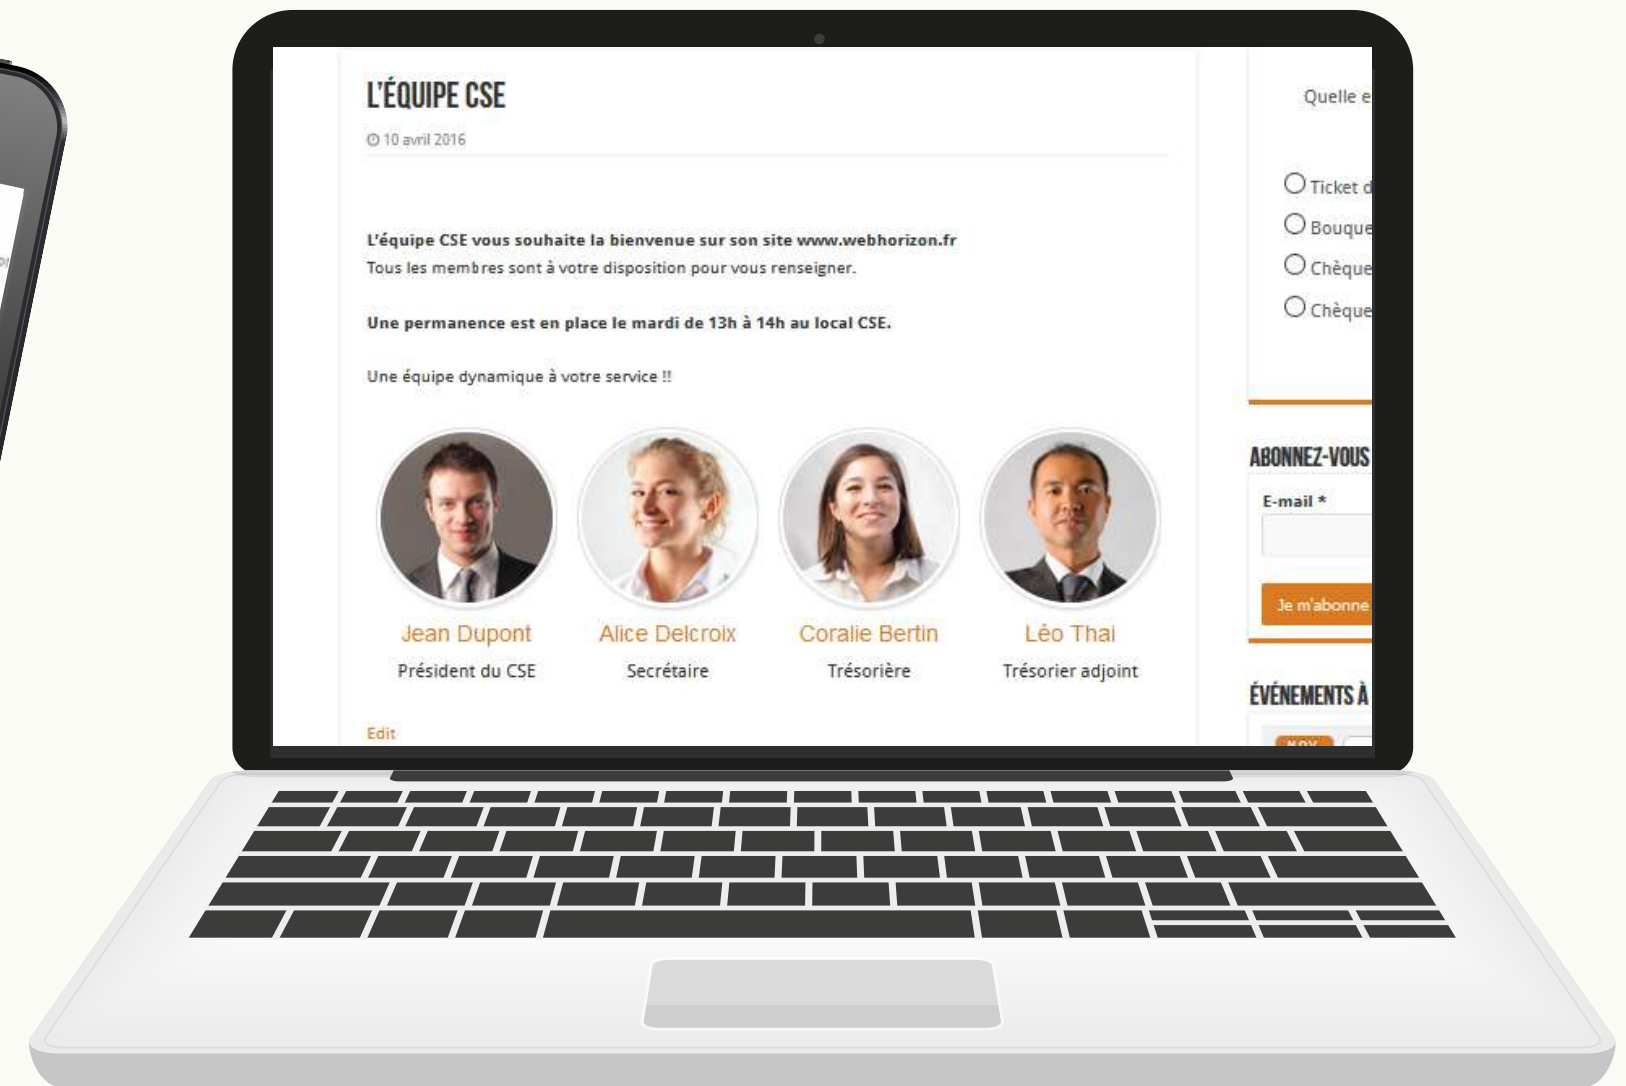 L'ÉQUIPE CSE
10 avril 2016
L'équipe CSE vous souhaite la bienvenue sur son site www.webhorizon.fr
Tous les membres sont à votre disposition pour vous renseigner.
Une permanence est en place le mardi de 13h à 14h au local CSE.
Une équipe dynamique à votre service !!
Jean Dupont
Président du CSE
Alice Delcroix
Secrétaire
Coralie Bertin
Trésorière
Léo Thai
Trésorier adjoint
Edit
Quelle e
Ticket d
Bouque
Chèque
Chèque
ABONNEZ-VOUS
E-mail *
Je m'abonne
ÉVÉNEMENTS À
NOV